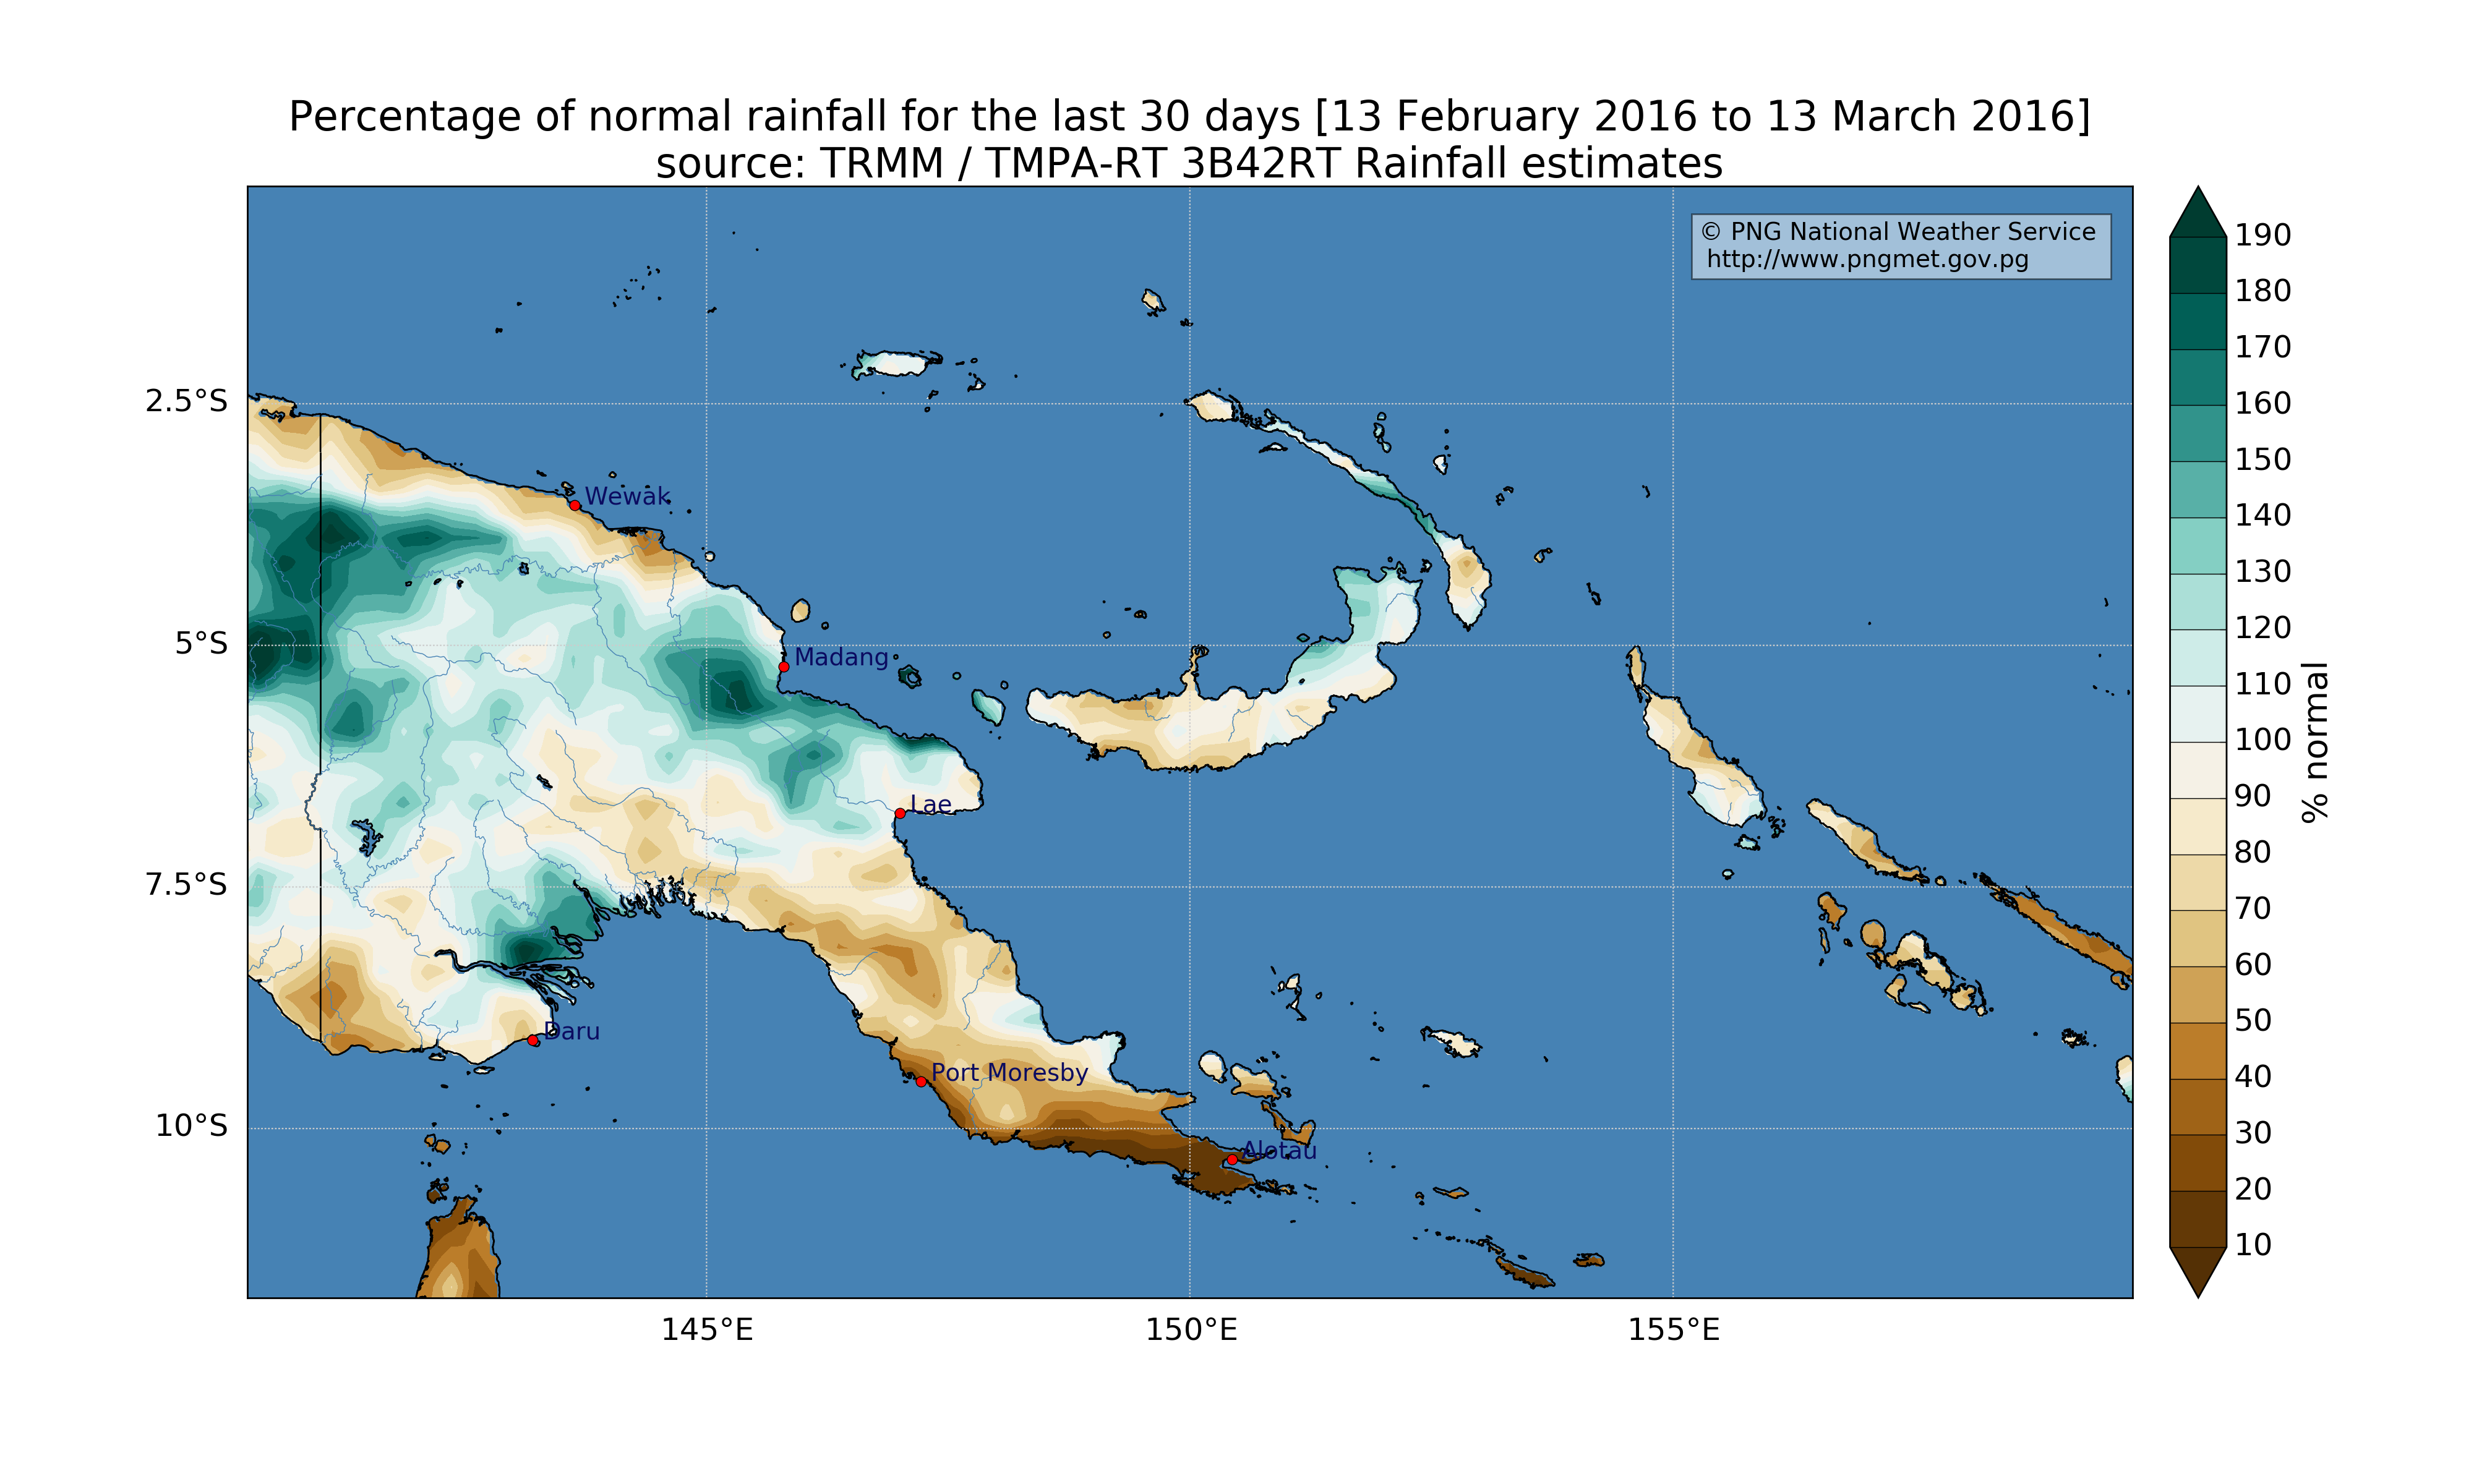 Percentage of normal rainfall for the last 30 days [13 February 2016 to 13 March 2016]
source: TRMM / TMPA-RT 3B42RT Rainfall estimates
© PNG National Weather Service
http://www.pngmet.gov.pg
190
180
170
160
150
140
130
120
110
100
90
80
70
60
50
40
30
20
10
% normal
2.5°S
5°S
7.5°S
10°S
Wewak
Madang
Lae
Daru
Port Moresby
Alotau
145°E
150°E
155°E